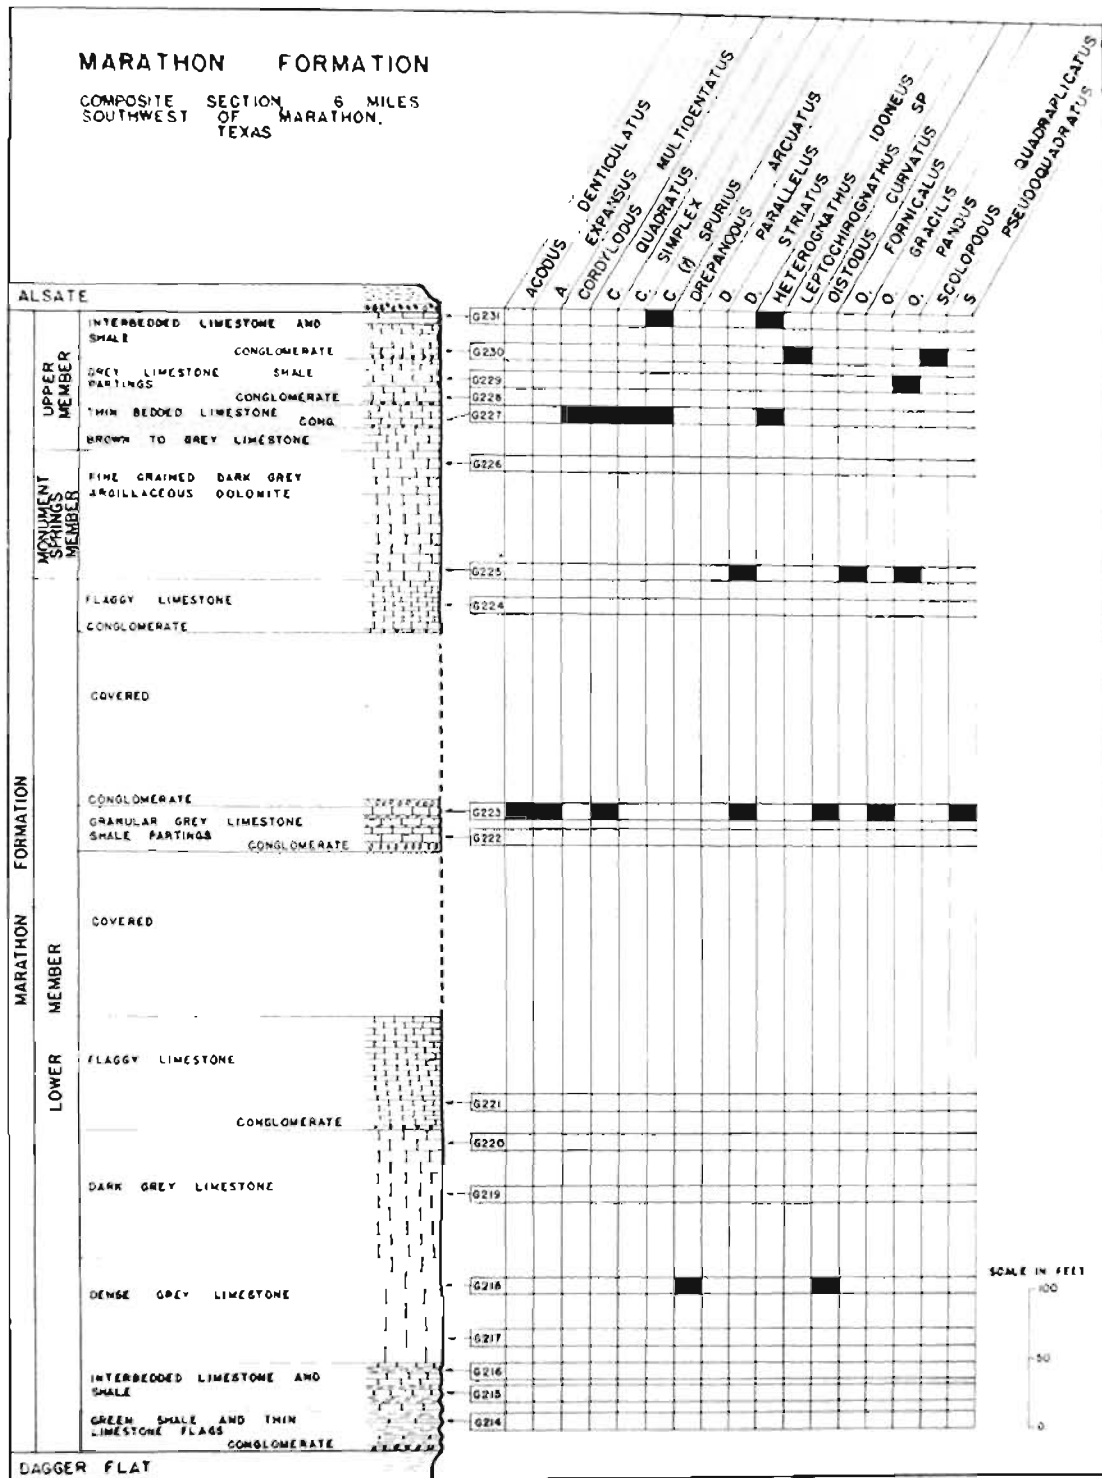 MARATHON FORMATION
COMPOSITE SECTION 6 MILES
SOUTHWEST OF MARATHON,
TEXAS
ACODUS DENTICULATUS
A EXPANSUS
CORDYLODUS MULTIDENTATUS
C. QUADRATUS
C. SIMPLEX
C (?) SPURIUS
DREPANODUS ARCUATUS
D. PARALLELUS
D. STRIATUS
HETEROGNATHUS IDONEUS
LEPTOCHIROGNATHUS SP
OISTODUS CURVATUS
O. FORNICALUS
O. GRACILIS
O. PANDUS
SCOLOPODUS QUADRAPLICATUS
S PSEUDOQUADRATUS
ALSATE
MARATHON FORMATION
MARATHON FORMATION
UPPER MEMBER
INTERBEDDED LIMESTONE AND
SHALE
CONGLOMERATE
GREY LIMESTONE SHALE
PARTINGS
CONGLOMERATE
THIN BEDDED LIMESTONE
CONG.
BROWN TO GREY LIMESTONE
MONUMENT SPRINGS MEMBER
FINE GRAINED DARK GREY
ARGILLACEOUS DOLOMITE
LOWER MEMBER
FLAGGY LIMESTONE
CONGLOMERATE
COVERED
CONGLOMERATE
GRANULAR GREY LIMESTONE
SHALE PARTINGS
CONGLOMERATE
COVERED
FLAGGY LIMESTONE
CONGLOMERATE
DARK GREY LIMESTONE
DENSE GREY LIMESTONE
INTERBEDDED LIMESTONE AND
SHALE
GREEN SHALE AND THIN
LIMESTONE FLAGS
CONGLOMERATE
DAGGER FLAT
G231
G230
G229
G228
G227
G226
G225
G224
G223
G222
G221
G220
G219
G218
G217
G216
G215
G214
SCALE IN FEET
100
50
0